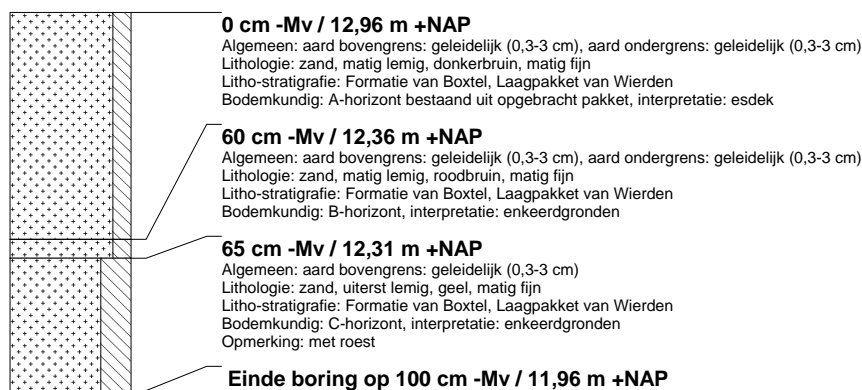 0 cm -Mv / 12,96 m +NAP
Algemeen: aard bovengrens: geleidelijk (0,3-3 cm), aard ondergrens: geleidelijk (0,3-3 cm)
Lithologie: zand, matig lemig, donkerbruin, matig fijn
Litho-stratigrafie: Formatie van Boxtel, Laagpakket van Wierden
Bodemkundig: A-horizont bestaand uit opgebracht pakket, interpretatie: esdek
60 cm -Mv / 12,36 m +NAP
Algemeen: aard bovengrens: geleidelijk (0,3-3 cm), aard ondergrens: geleidelijk (0,3-3 cm)
Lithologie: zand, matig lemig, roodbruin, matig fijn
Litho-stratigrafie: Formatie van Boxtel, Laagpakket van Wierden
Bodemkundig: B-horizont, interpretatie: enkeerdgronden
65 cm -Mv / 12,31 m +NAP
Algemeen: aard bovengrens: geleidelijk (0,3-3 cm)
Lithologie: zand, uiterst lemig, geel, matig fijn
Litho-stratigrafie: Formatie van Boxtel, Laagpakket van Wierden
Bodemkundig: C-horizont, interpretatie: enkeerdgronden
Opmerking: met roest
Einde boring op 100 cm -Mv / 11,96 m +NAP